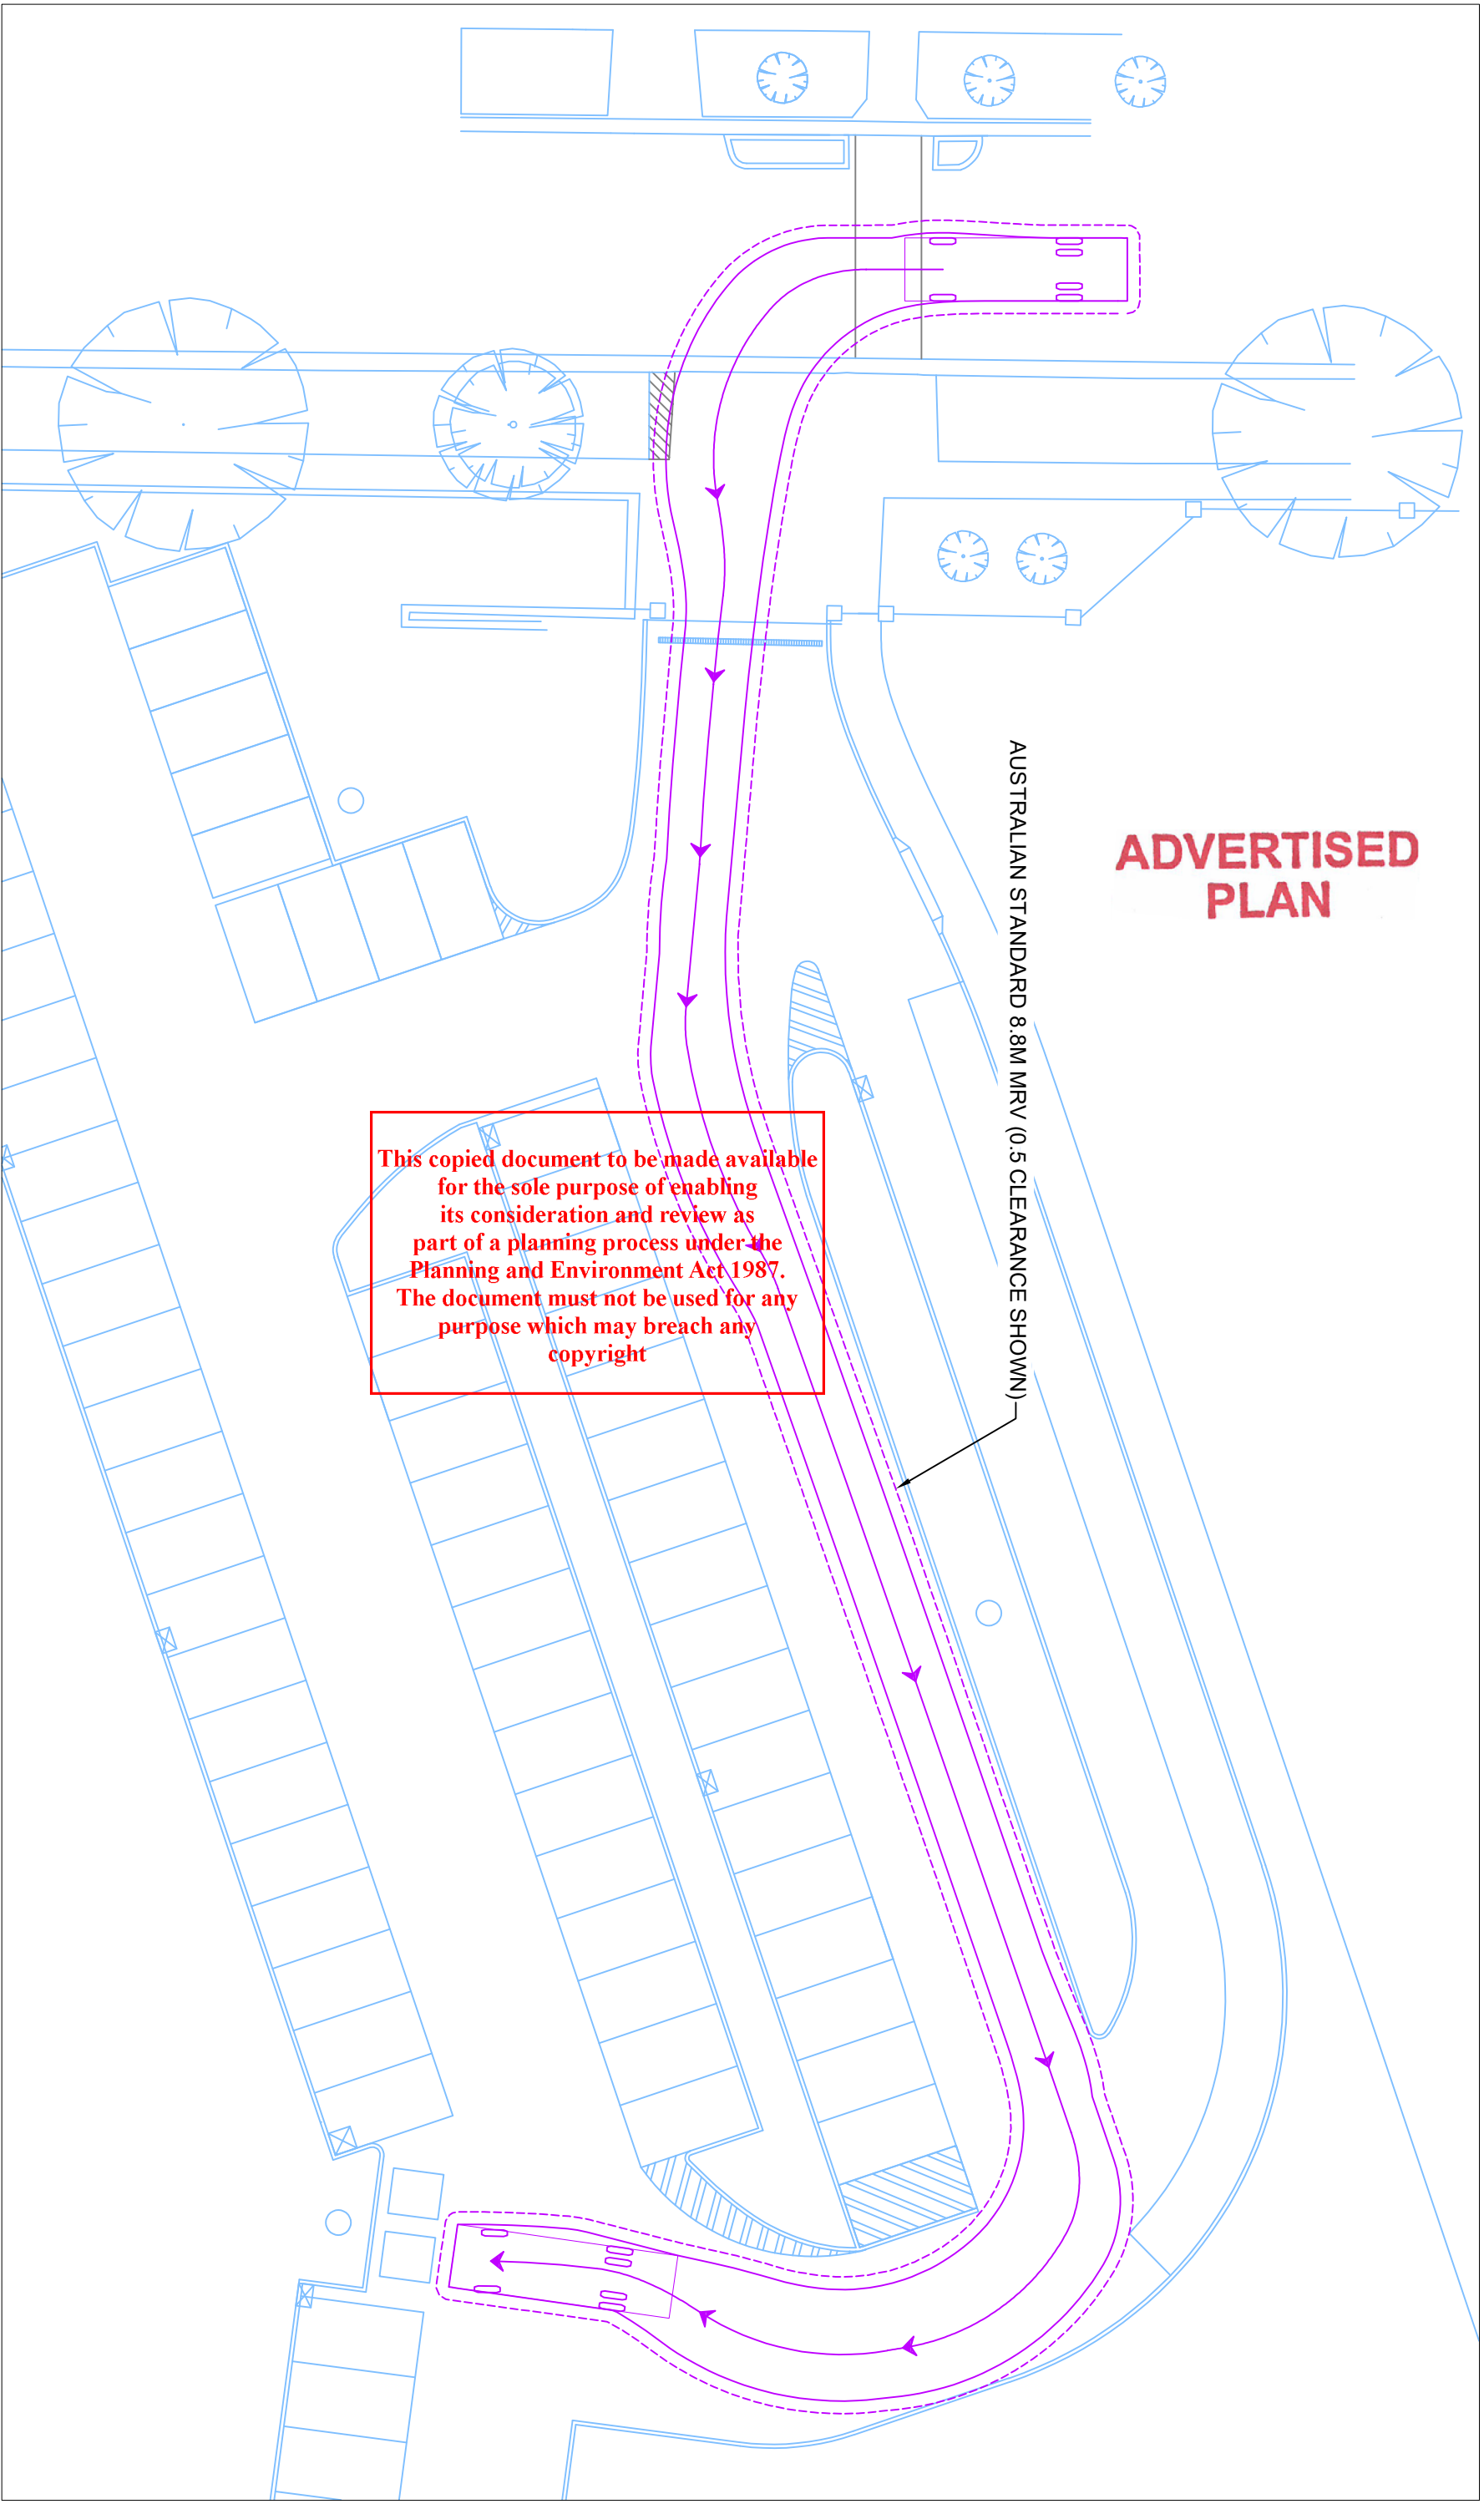 AUSTRALIAN STANDARD 8.8M MRV (0.5 CLEARANCE SHOWN)
ADVERTISED
PLAN
This copied document to be made available
for the sole purpose of enabling
its consideration and review as
part of a planning process under the
Planning and Environment Act 1987.
The document must not be used for any
purpose which may breach any
copyright